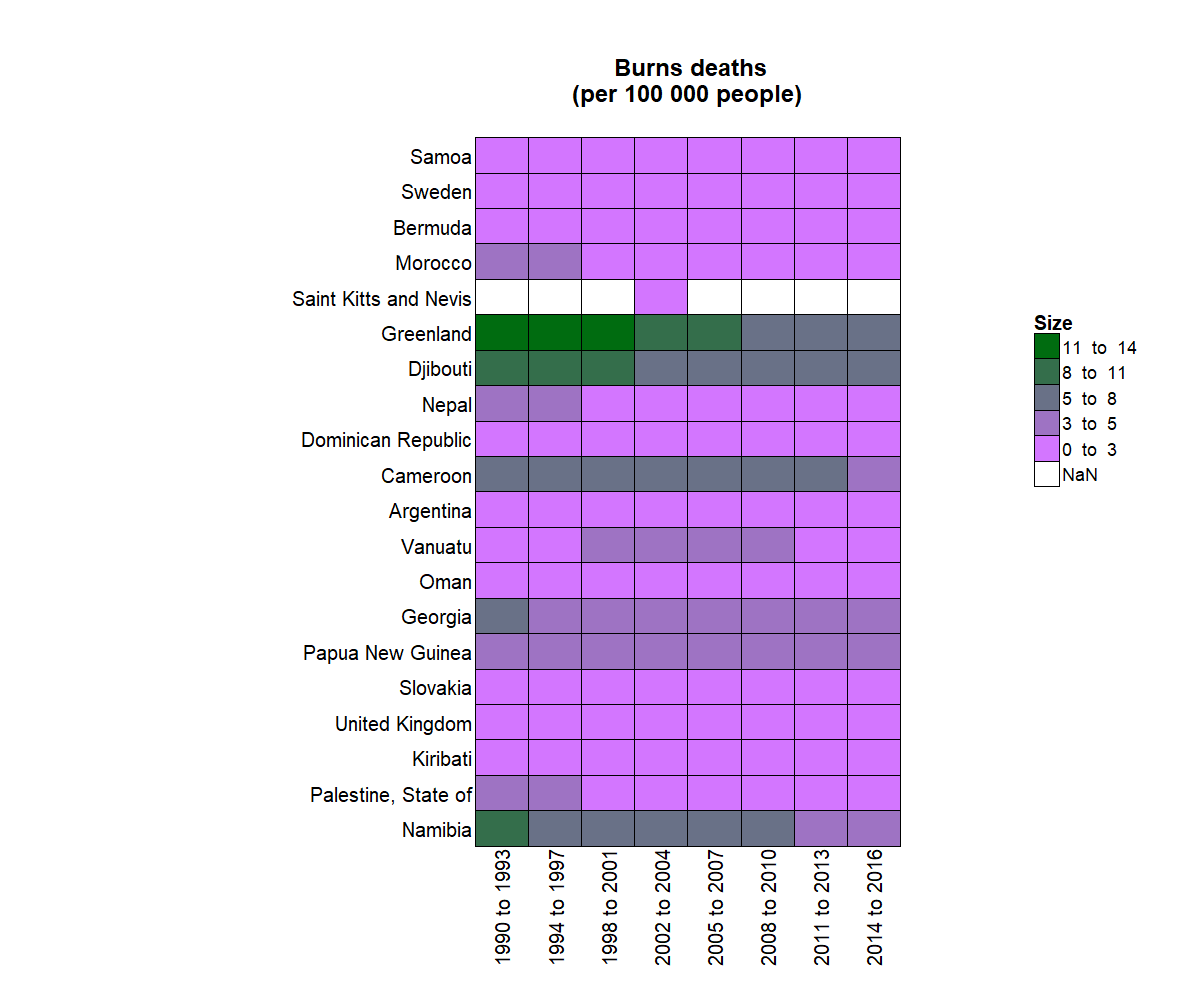 Burns deaths
(per 100 000 people)
Samoa
Sweden
Bermuda
Morocco
Saint Kitts and Nevis
Greenland
Djibouti
Nepal
Dominican Republic
Cameroon
Argentina
Vanuatu
Oman
Georgia
Papua New Guinea
Slovakia
United Kingdom
Kiribati
Palestine, State of
Namibia
1990 to 1993
1994 to 1997
1998 to 2001
2002 to 2004
2005 to 2007
2008 to 2010
2011 to 2013
2014 to 2016
Size
11 to 14
8 to 11
5 to 8
3 to 5
0 to 3
NaN